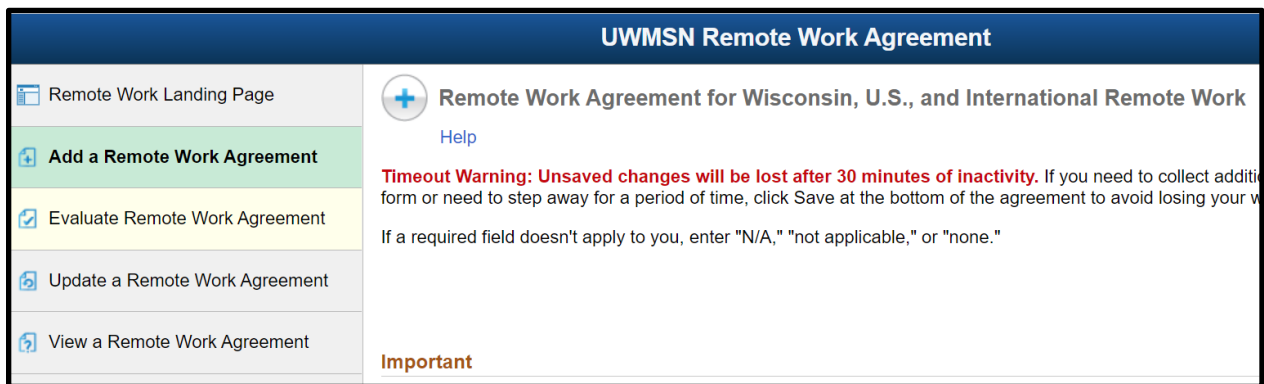 UWMSN Remote Work Agreement
Remote Work Landing Page
Add a Remote Work Agreement
Evaluate Remote Work Agreement
Update a Remote Work Agreement
View a Remote Work Agreement
Remote Work Agreement for Wisconsin, U.S., and International Remote Work
Help
Timeout Warning: Unsaved changes will be lost after 30 minutes of inactivity. If you need to collect additi
form or need to step away for a period of time, click Save at the bottom of the agreement to avoid losing your w
If a required field doesn't apply to you, enter "N/A," "not applicable," or "none."
Important